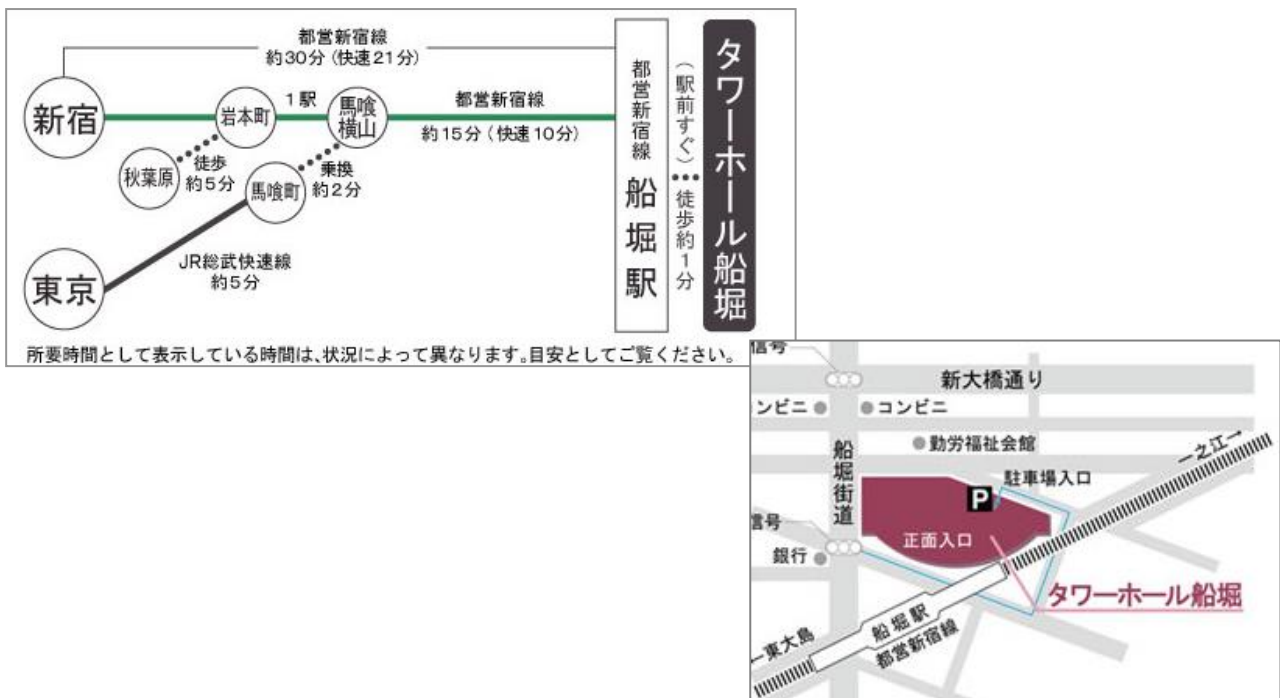 都営新宿線
約30分（快速21分）
新宿
岩本町
1駅
馬喰
横山
都営新宿線
約15分（快速10分）
秋葉原
徒歩
約5分
馬喰町
乗換
約2分
東京
JR総武快速線
約5分
都営新宿線 船堀駅
（駅前すぐ）
徒歩約1分
タワーホール船堀
所要時間として表示している時間は、状況によって異なります。目安としてご覧ください。
信号
新大橋通り
ンビニ
コンビニ
勤労福祉会館
船堀街道
一之江→
駐車場入口
P
信号
正面入口
銀行
タワーホール船堀
船堀駅
都営新宿線
←東大島